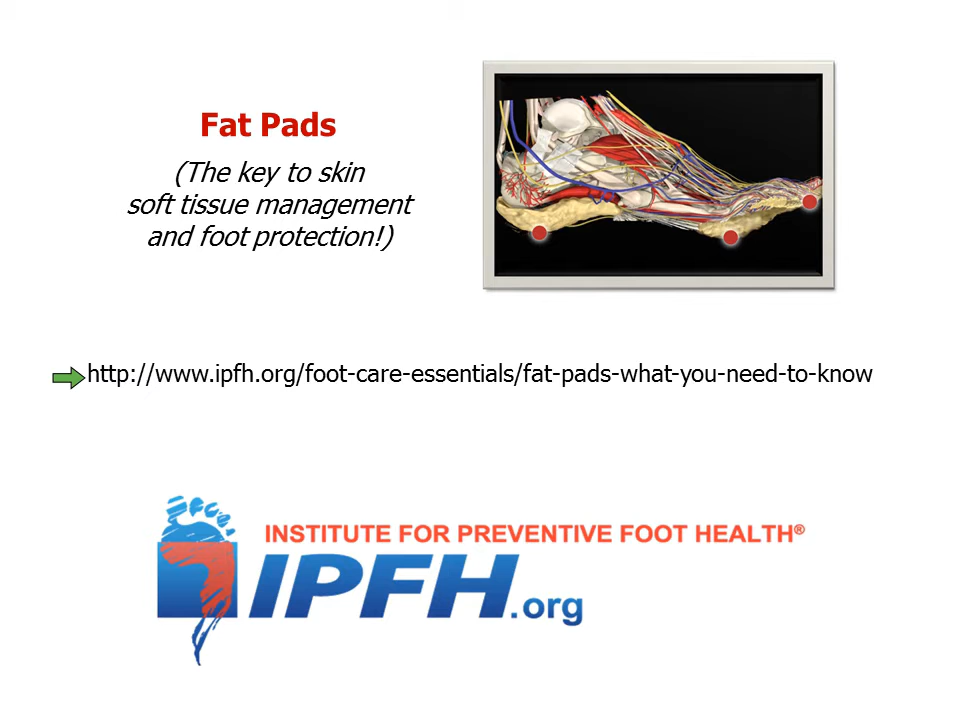 Fat Pads
(The key to skin
soft tissue management
and foot protection!)
http://www.ipfh.org/foot-care-essentials/fat-pads-what-you-need-to-know
INSTITUTE FOR PREVENTIVE FOOT HEALTH®
IPFH.org